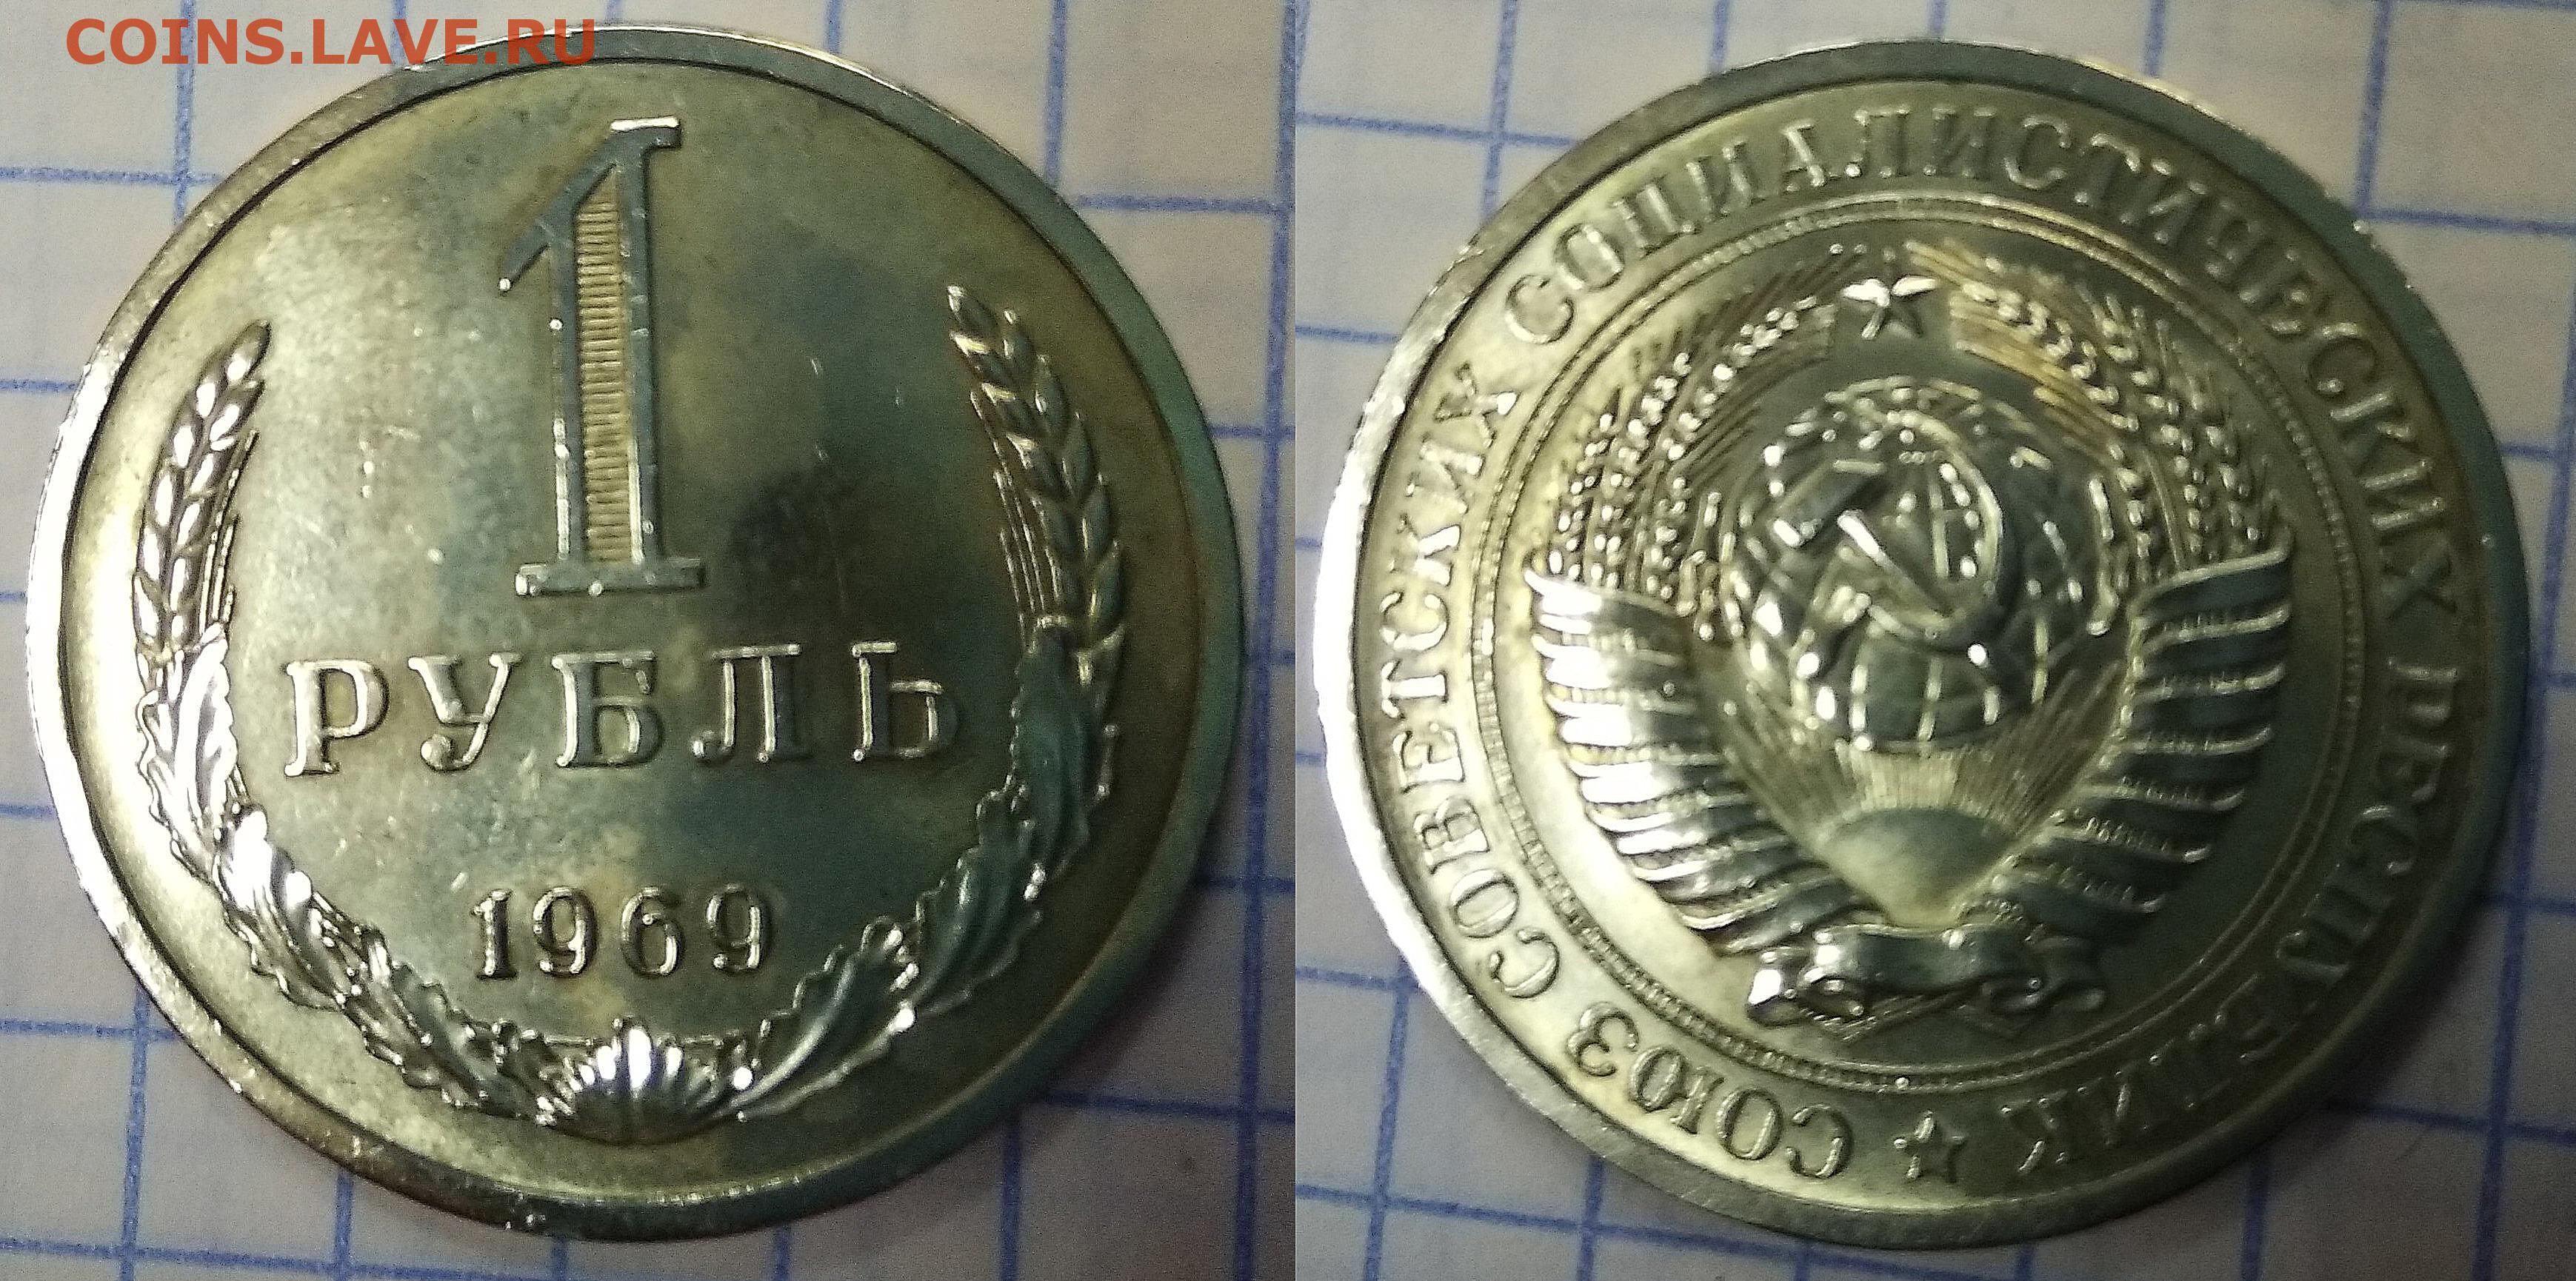 COINS.LAVE.RU
1
РУБЛЬ
1969
СОЮЗ СОВЕТСКИХ СОЦИАЛИСТИЧЕСКИХ РЕСПУБЛИК